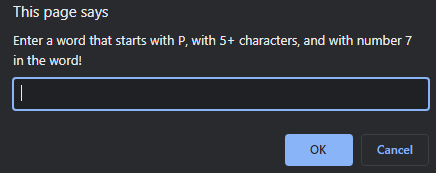 This page says
Enter a word that starts with P, with 5+ characters, and with number 7
in the word!
OK
Cancel